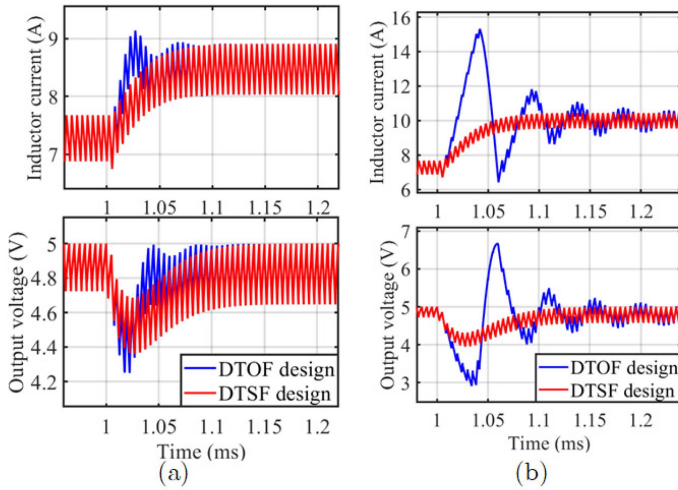 Inductor current (A)
9
8
7
1 1.05 1.1 1.15 1.2
Output voltage (V)
5
4.8
4.6
4.4
4.2
DTOF design
DTSF design
1 1.05 1.1 1.15 1.2
Time (ms)
(a)
Inductor current (A)
16
14
12
10
8
6
1 1.05 1.1 1.15 1.2
Output voltage (V)
7
6
5
4
3
DTOF design
DTSF design
1 1.05 1.1 1.15 1.2
Time (ms)
(b)